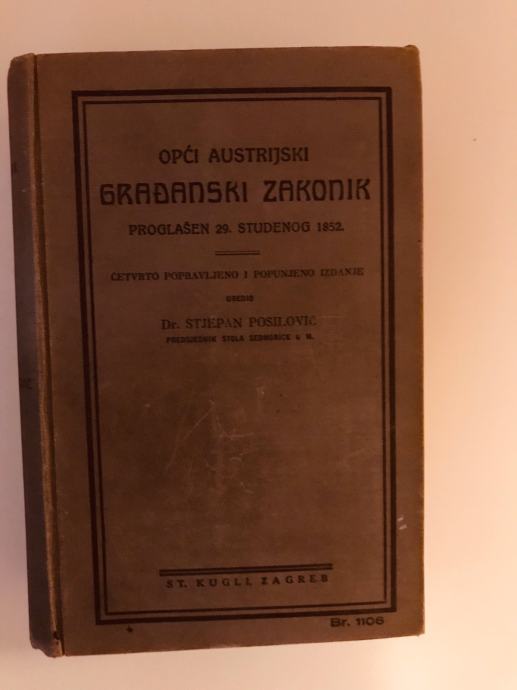 OPĆI AUSTRIJSKI
GRAĐANSKI ZAKONIK
PROGLAŠEN 29. STUDENOG 1852.
ČETVRTO POPRAVLJENO I POPUNJENO IZDANJE
UREDIO
Dr. STJEPAN POSILOVIĆ
PREDSJEDNIK STOLA SEDMORICE u M.
ST. KUGLI, ZAGREB
Br. 1106